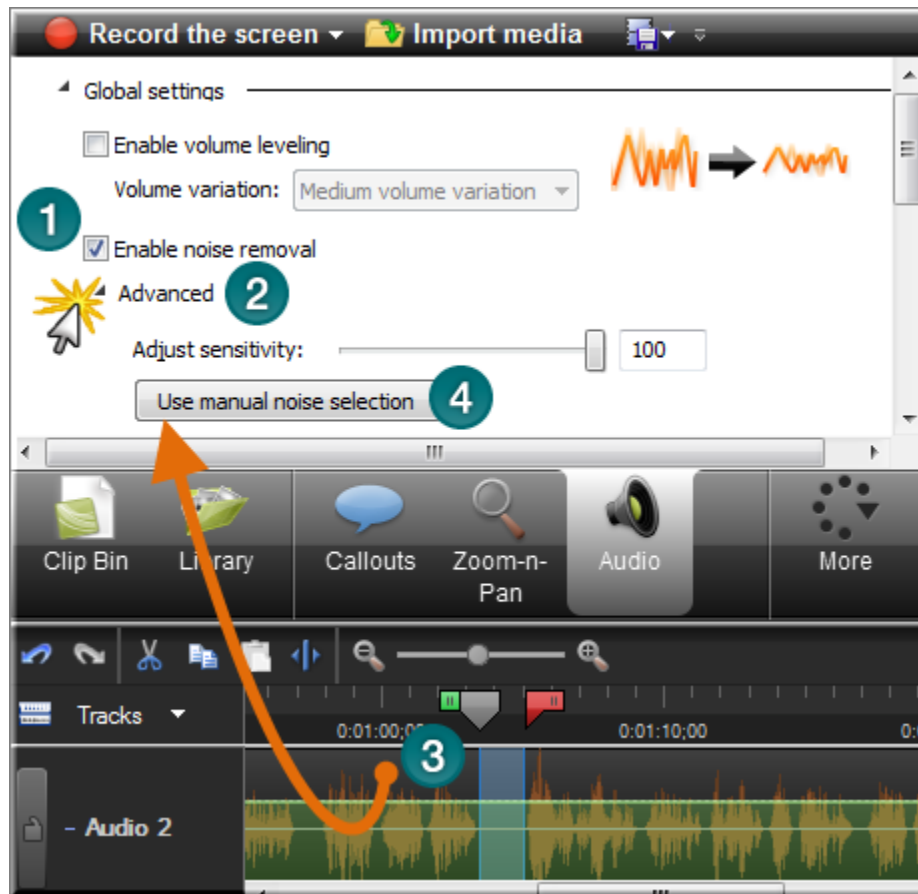 Record the screen Import media
Global settings
Enable volume leveling
Volume variation: Medium volume variation
1
Enable noise removal
Advanced 2
Adjust sensitivity: 100
Use manual noise selection 4
Clip Bin Library Callouts Zoom-n-Pan Audio More
Tracks
0:01:00;0 0:01:10;00 0:
3
- Audio 2